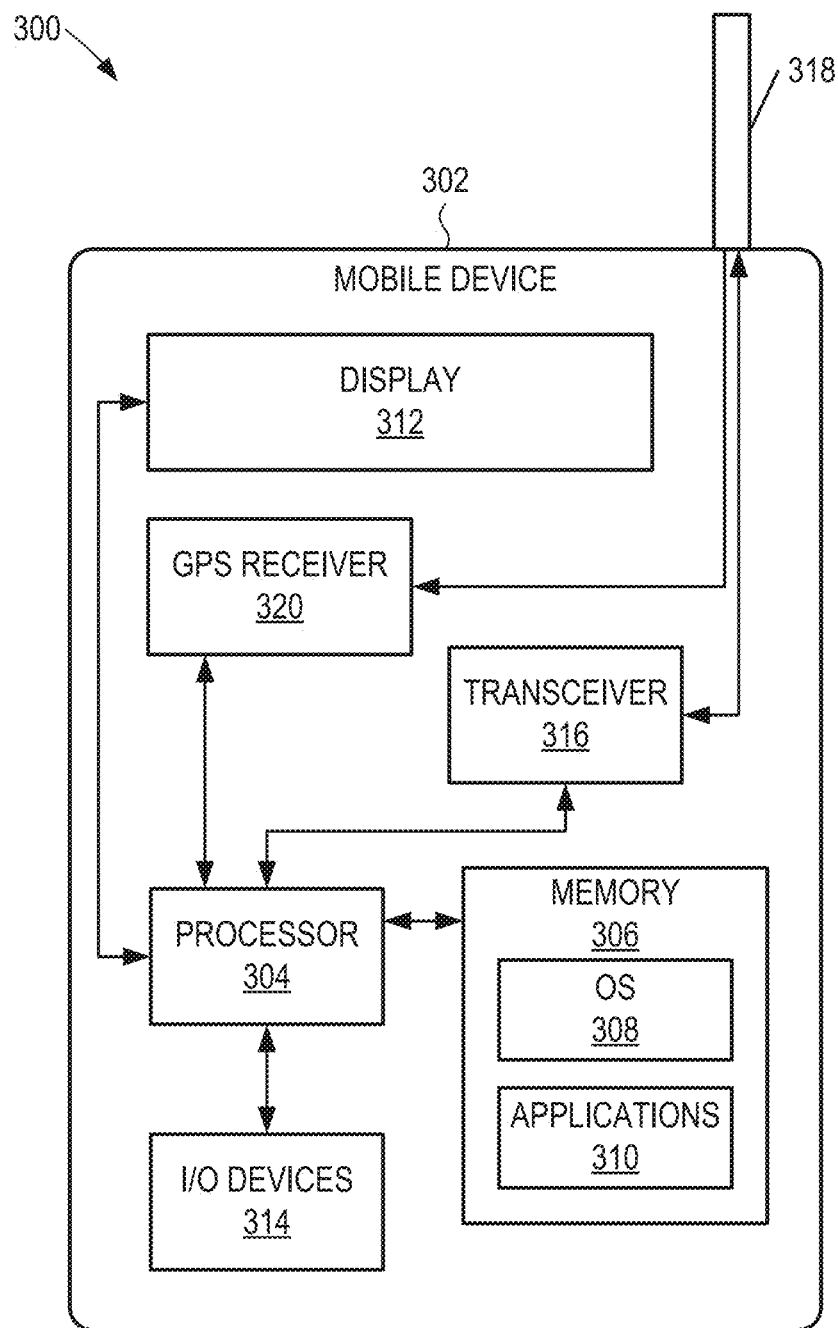 300
318
302
MOBILE DEVICE
DISPLAY
312
GPS RECEIVER
320
TRANSCEIVER
316
PROCESSOR
304
MEMORY
306
OS
308
APPLICATIONS
310
I/O DEVICES
314